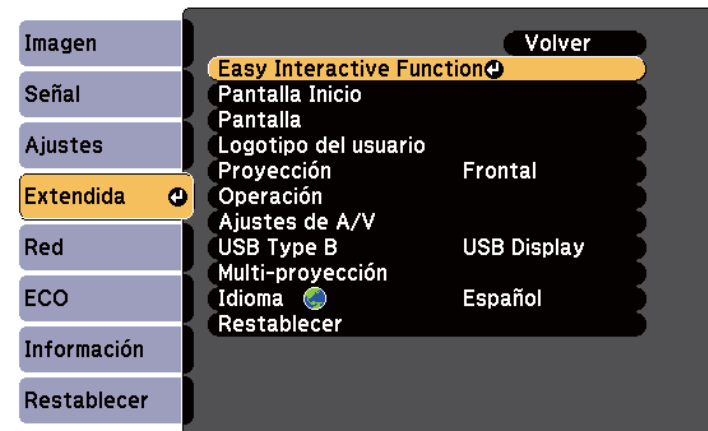 Imagen
Señal
Ajustes
Extendida
Red
ECO
Información
Restablecer
Volver
Easy Interactive Function
Pantalla Inicio
Pantalla
Logotipo del usuario
Proyección Frontal
Operación
Ajustes de A/V
USB Type B USB Display
Multi-proyección
Idioma Español
Restablecer